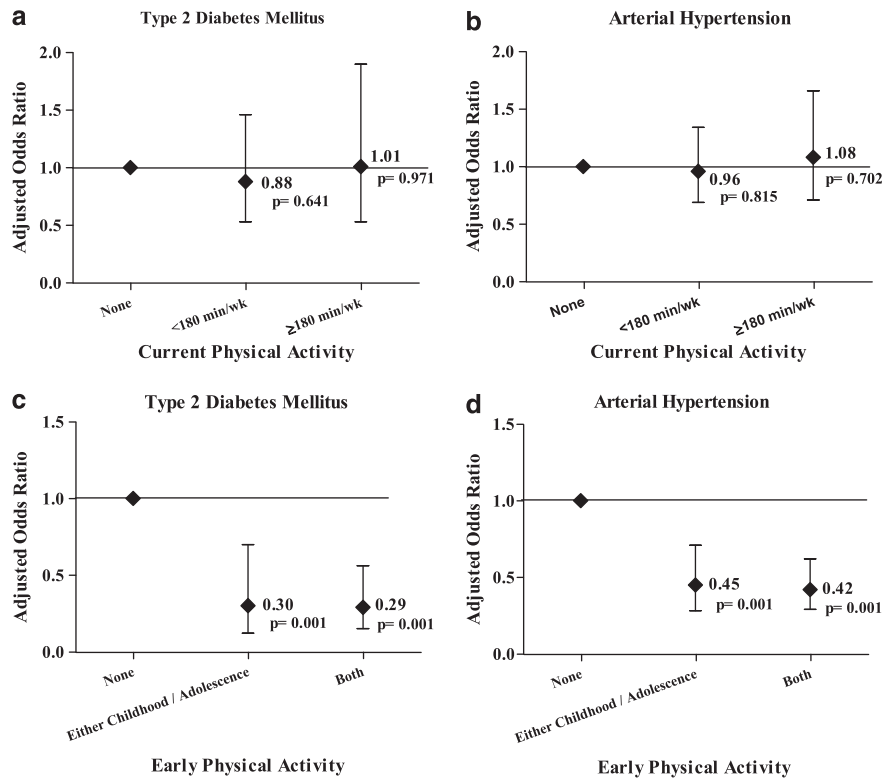 a
Type 2 Diabetes Mellitus
Adjusted Odds Ratio
2.0
1.5
1.0
0.5
0.0
0.88
p= 0.641
1.01
p= 0.971
None
<180 min/wk
≥180 min/wk
Current Physical Activity
b
Arterial Hypertension
Adjusted Odds Ratio
2.0
1.5
1.0
0.5
0.0
0.96
p= 0.815
1.08
p= 0.702
None
<180 min/wk
≥180 min/wk
Current Physical Activity
c
Type 2 Diabetes Mellitus
Adjusted Odds Ratio
1.5
1.0
0.5
0.0
0.30
p= 0.001
0.29
p= 0.001
None
Either Childhood / Adolescence
Both
Early Physical Activity
d
Arterial Hypertension
Adjusted Odds Ratio
1.5
1.0
0.5
0.0
0.45
p= 0.001
0.42
p= 0.001
None
Either Childhood / Adolescence
Both
Early Physical Activity